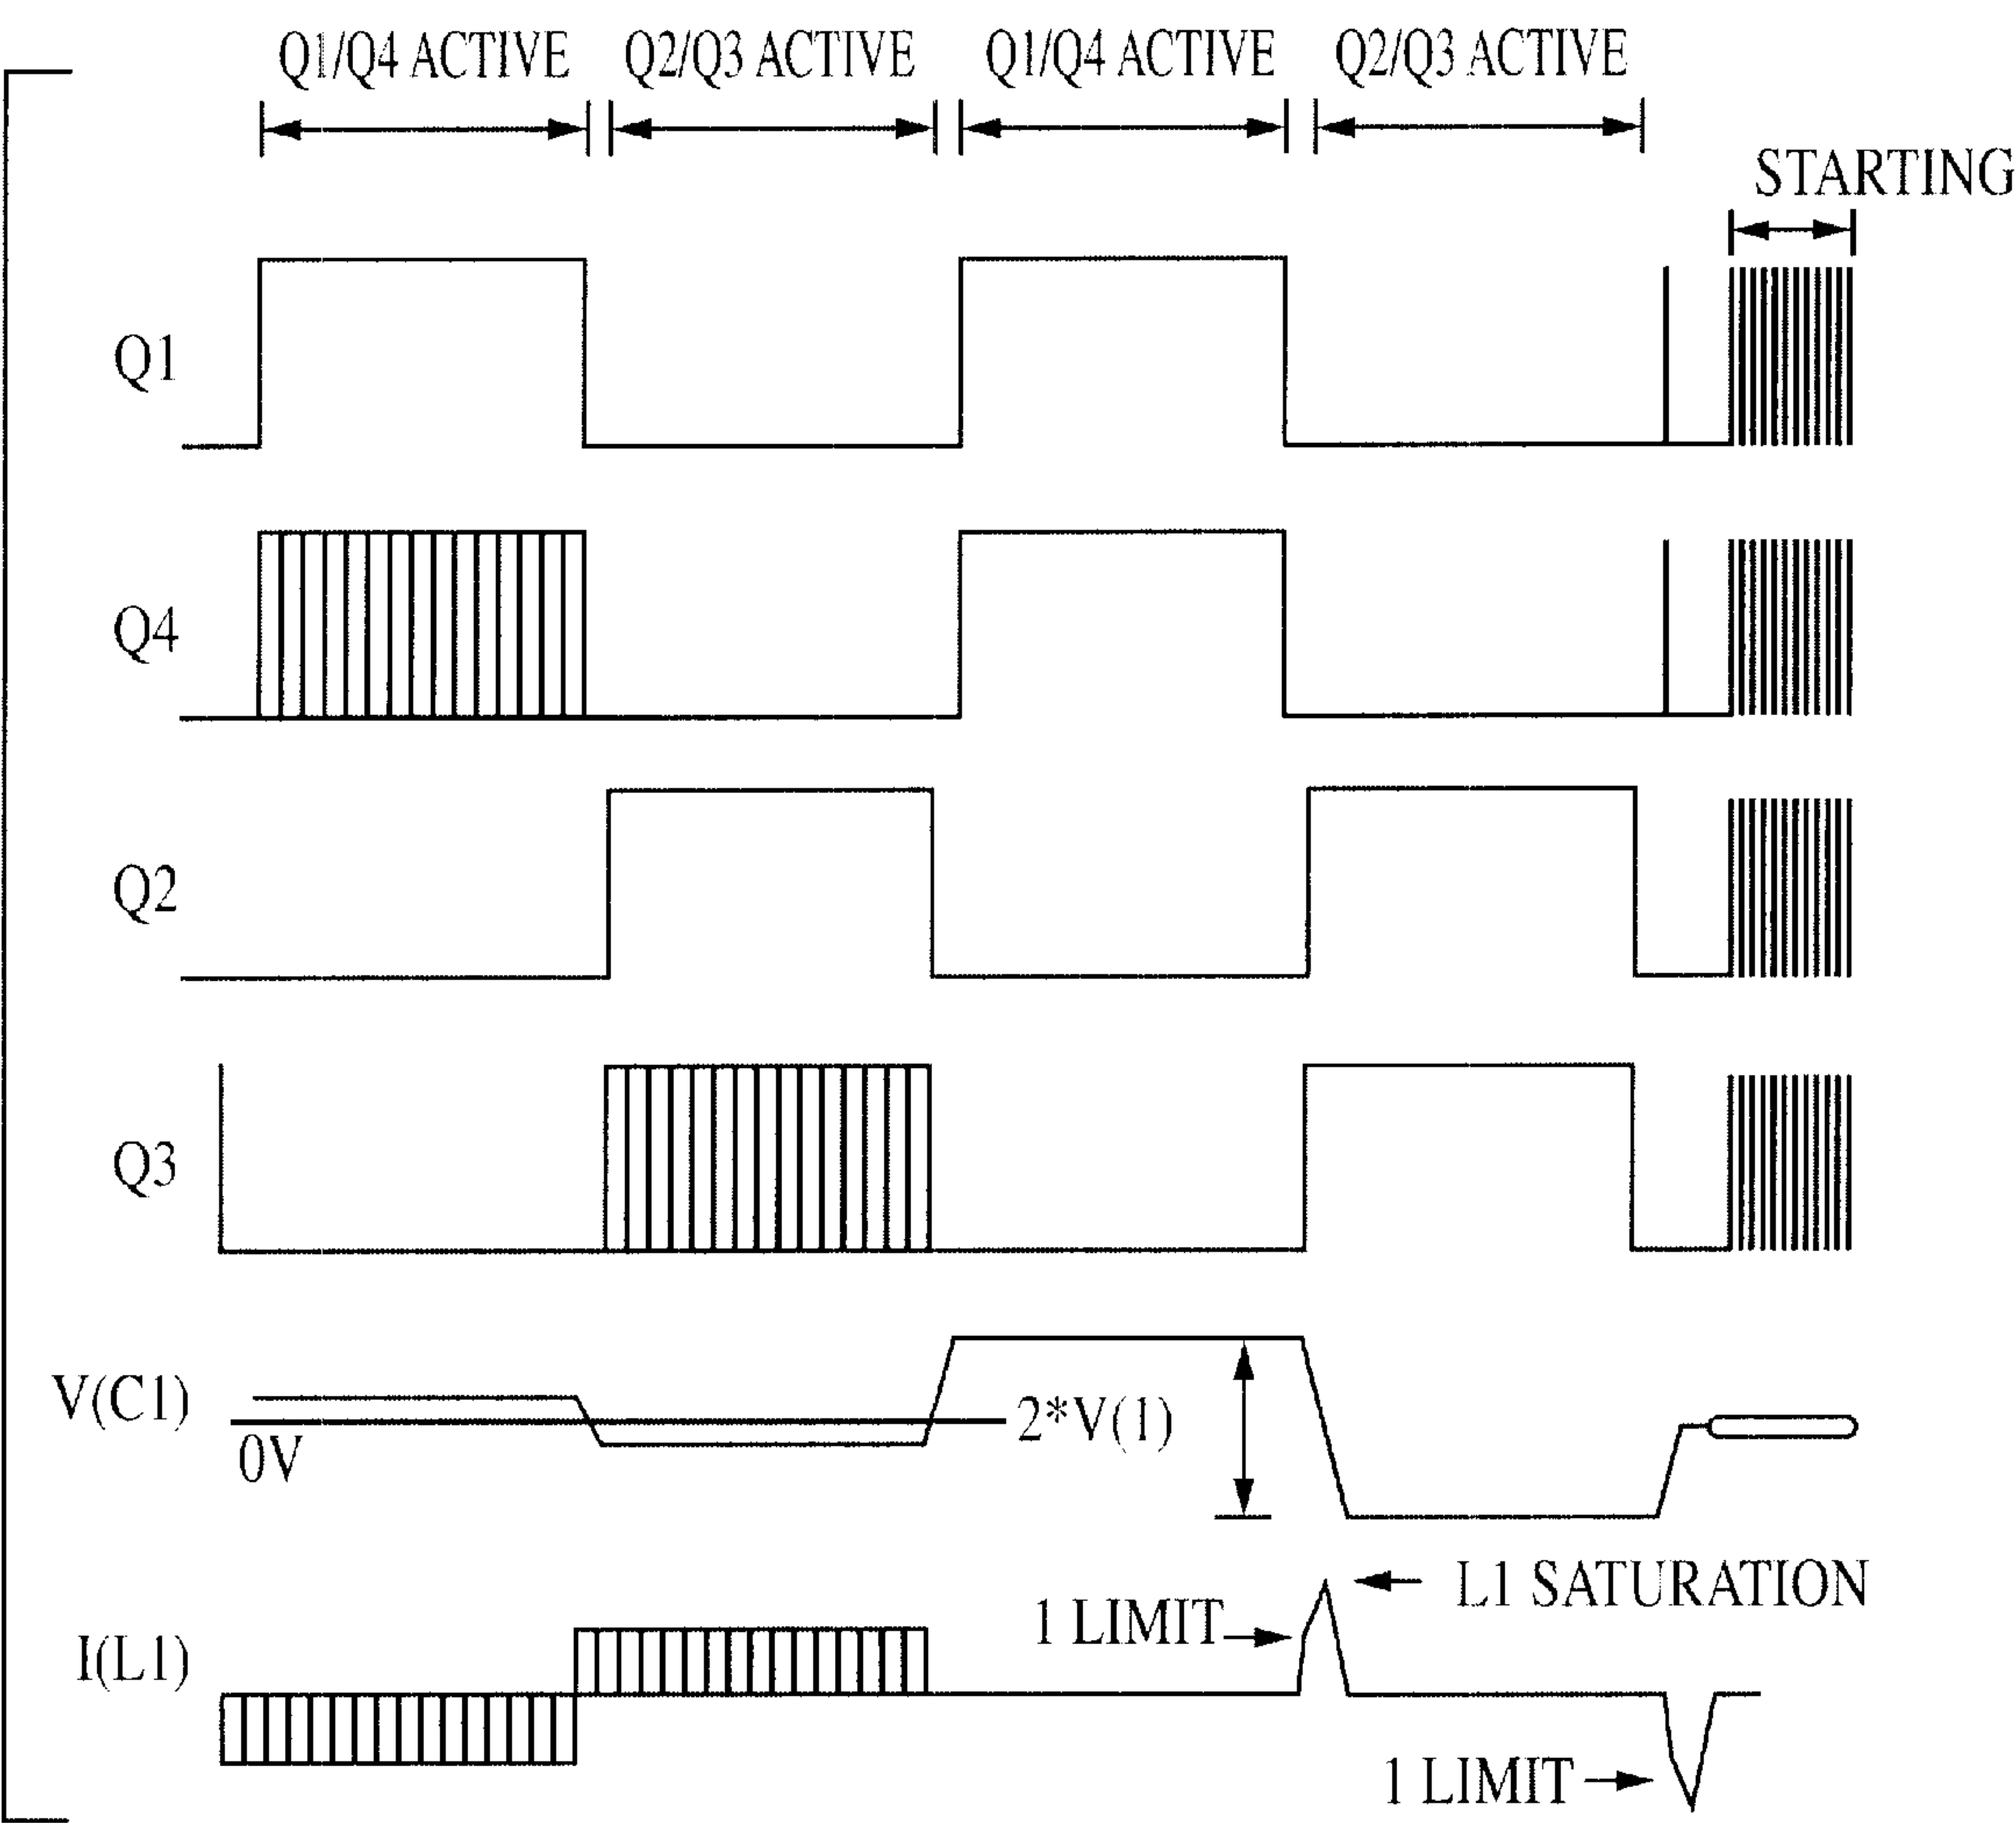 Q1/Q4 ACTIVE Q2/Q3 ACTIVE Q1/Q4 ACTIVE Q2/Q3 ACTIVE
STARTING
Q1
Q4
Q2
Q3
V(C1)
0V
2*V(1)
L1 SATURATION
1 LIMIT
I(L1)
1 LIMIT